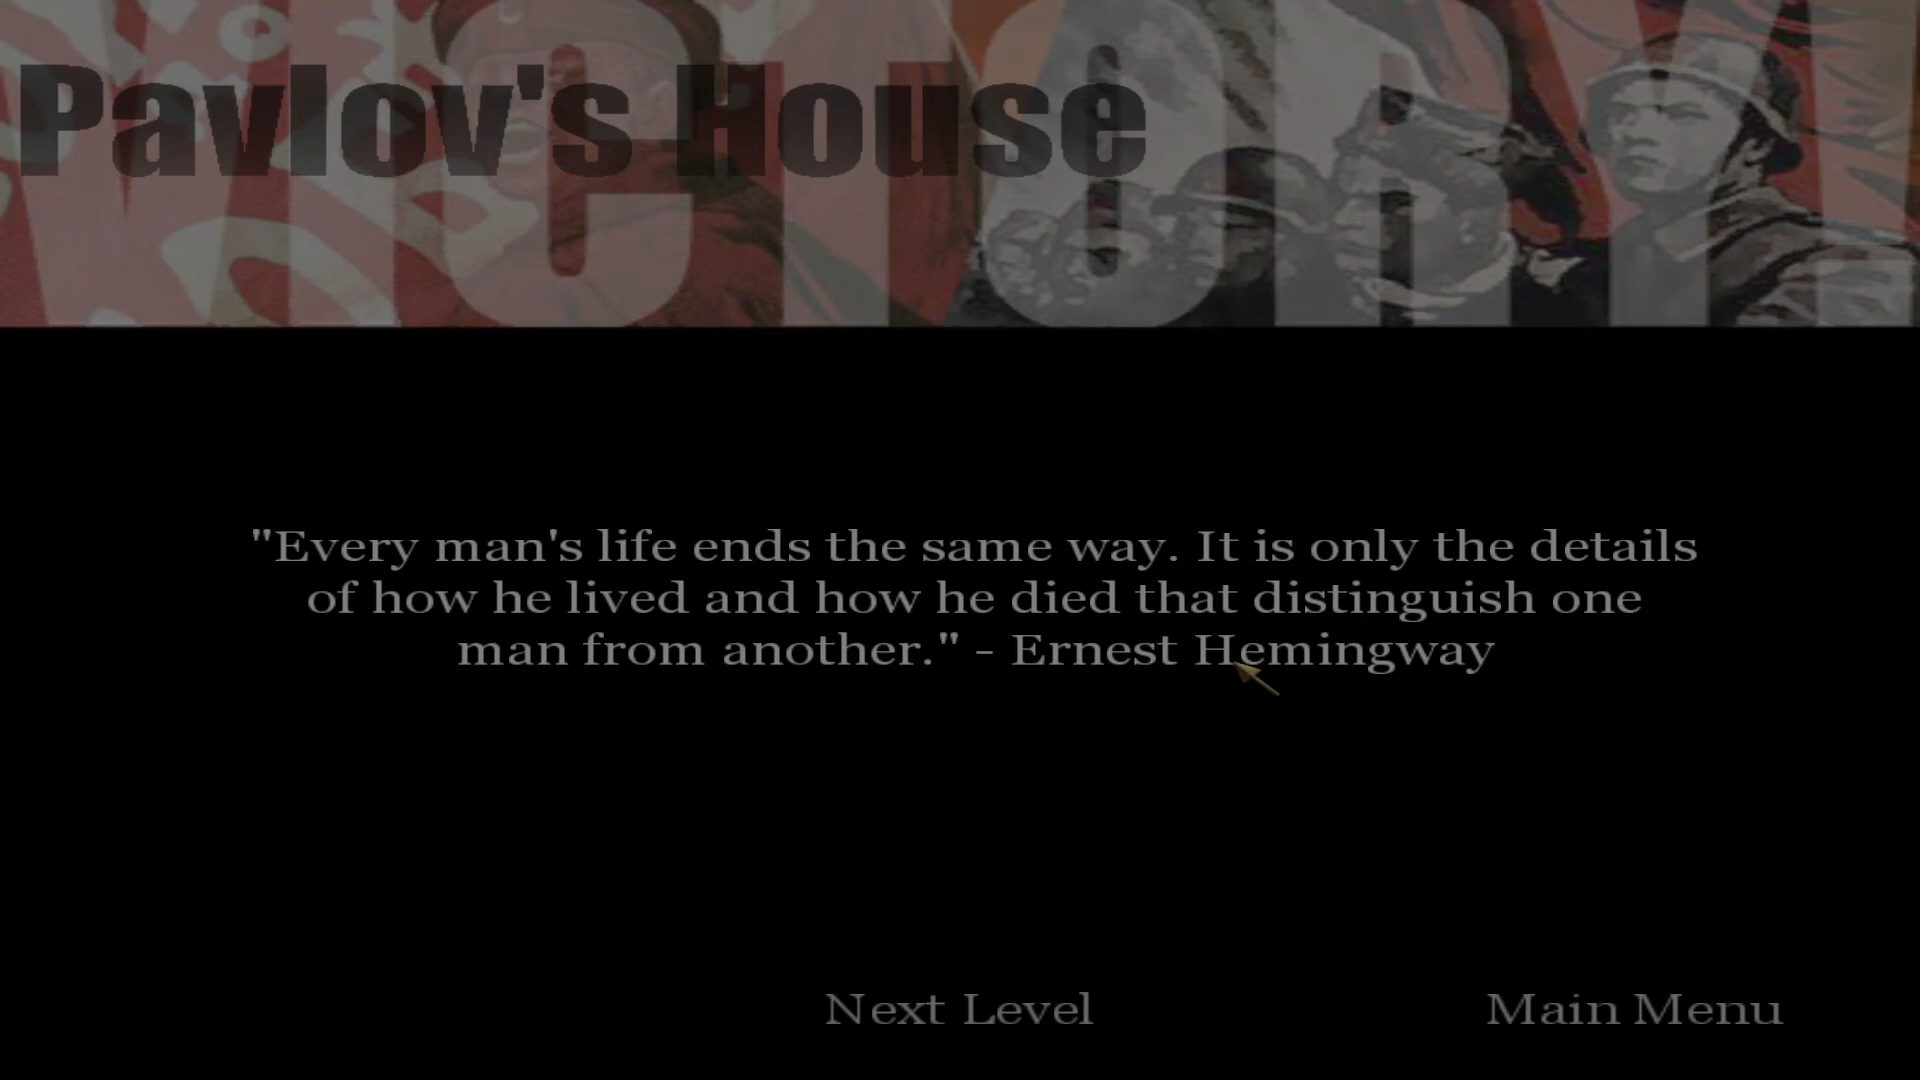 VICTORY
Pavlov's House
"Every man's life ends the same way. It is only the details
of how he lived and how he died that distinguish one
man from another." - Ernest Hemingway
Next Level
Main Menu